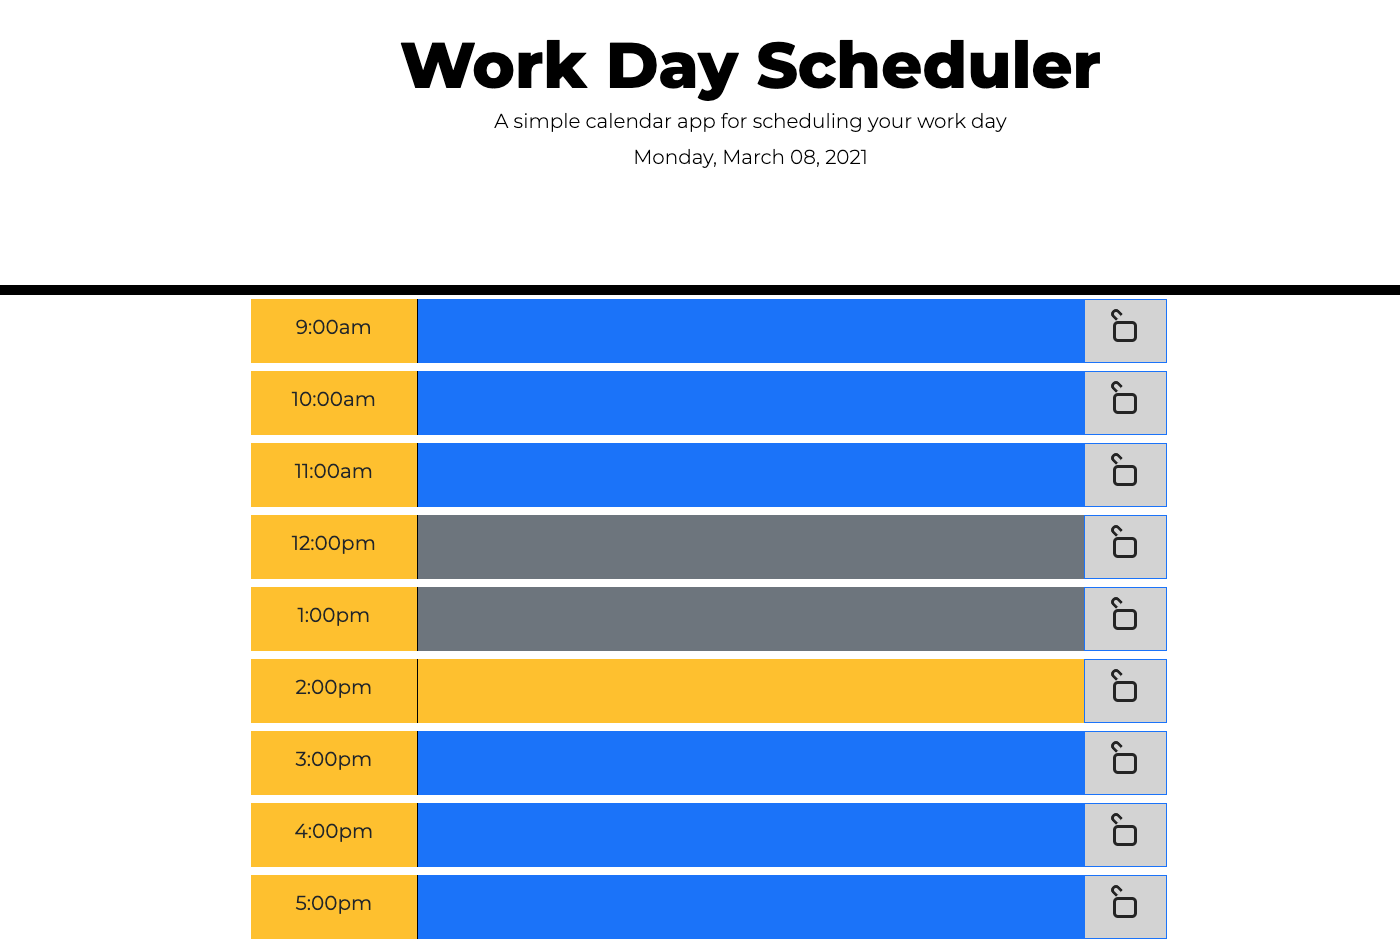 Work Day Scheduler
A simple calendar app for scheduling your work day
Monday, March 08, 2021
9:00am
10:00am
11:00am
12:00pm
1:00pm
2:00pm
3:00pm
4:00pm
5:00pm